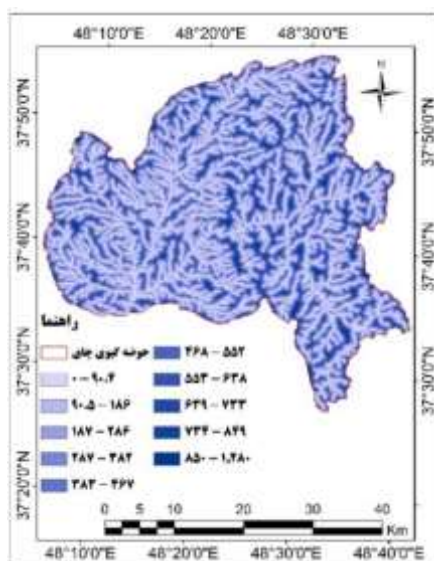 48°10'0"E 48°20'0"E 48°30'0"E
N
37°50'0"N 37°50'0"N
37°40'0"N 37°40'0"N
37°30'0"N 37°30'0"N
37°20'0"N
راهنما
حوضه گیوی چای
۰ – ۹۰.۴
۹۰.۵ – ۱۸۶
۱۸۷ – ۲۸۶
۲۸۷ – ۳۸۲
۳۸۳ – ۴۶۷
۴۶۸ – ۵۵۲
۵۵۳ – ۶۳۸
۶۳۹ – ۷۳۳
۷۳۴ – ۸۴۹
۸۵۰ – ۱,۲۸۰
0 5 10 20 30 40
Km
48°10'0"E 48°20'0"E 48°30'0"E 48°40'0"E